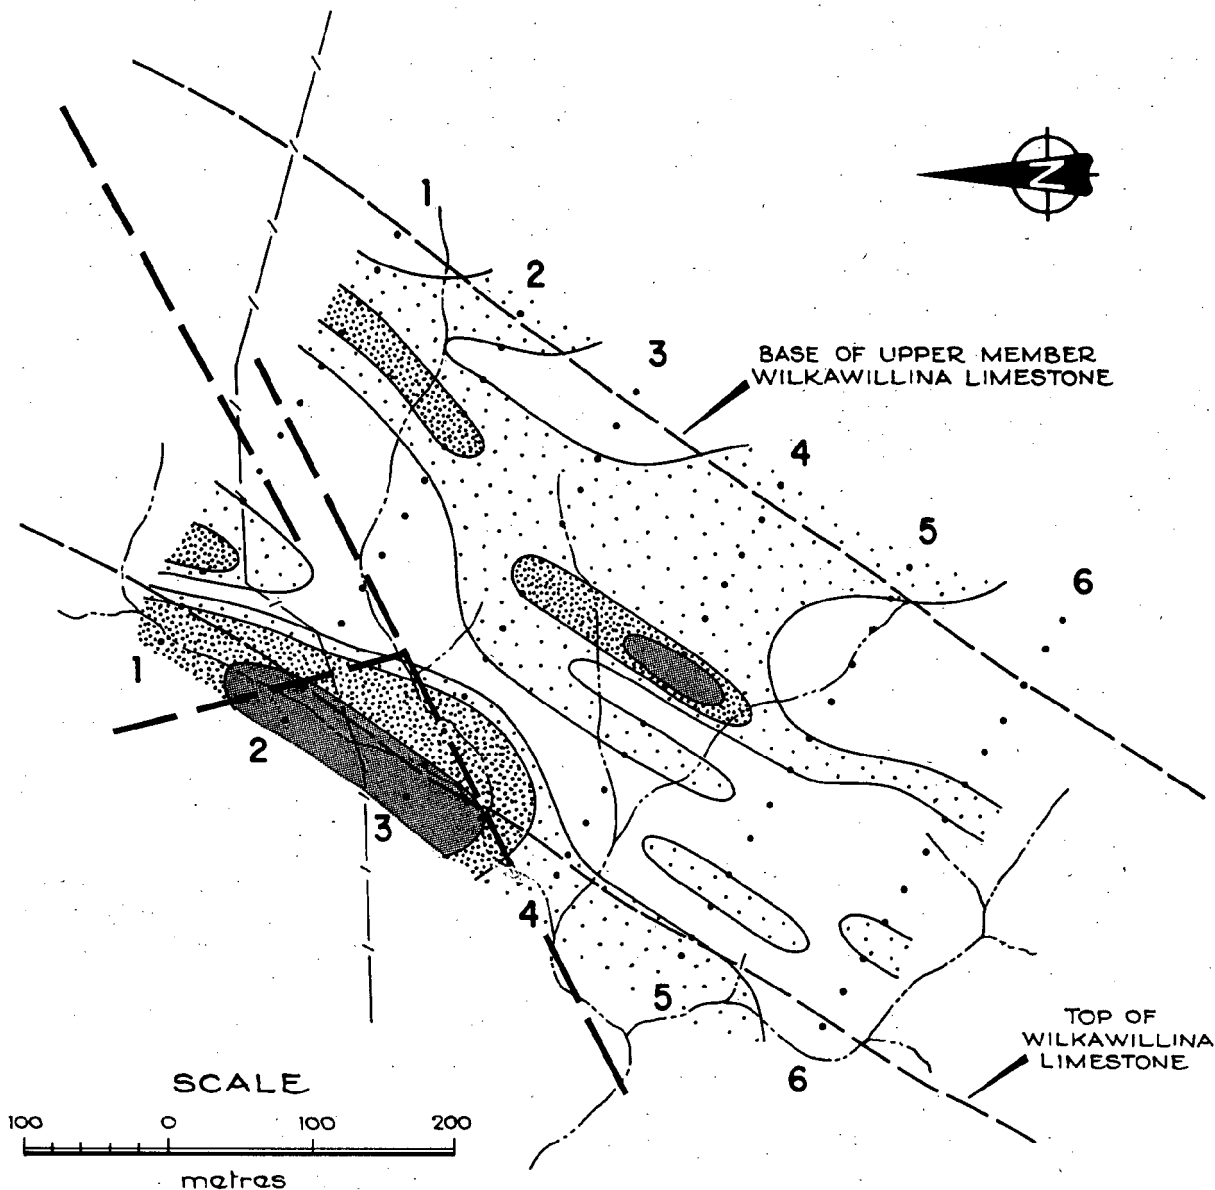 N
1
2
3
BASE OF UPPER MEMBER
WILKAWILLINA LIMESTONE
4
5
6
1
2
3
4
5
6
TOP OF
WILKAWILLINA
LIMESTONE
SCALE
100 0 100 200
metres